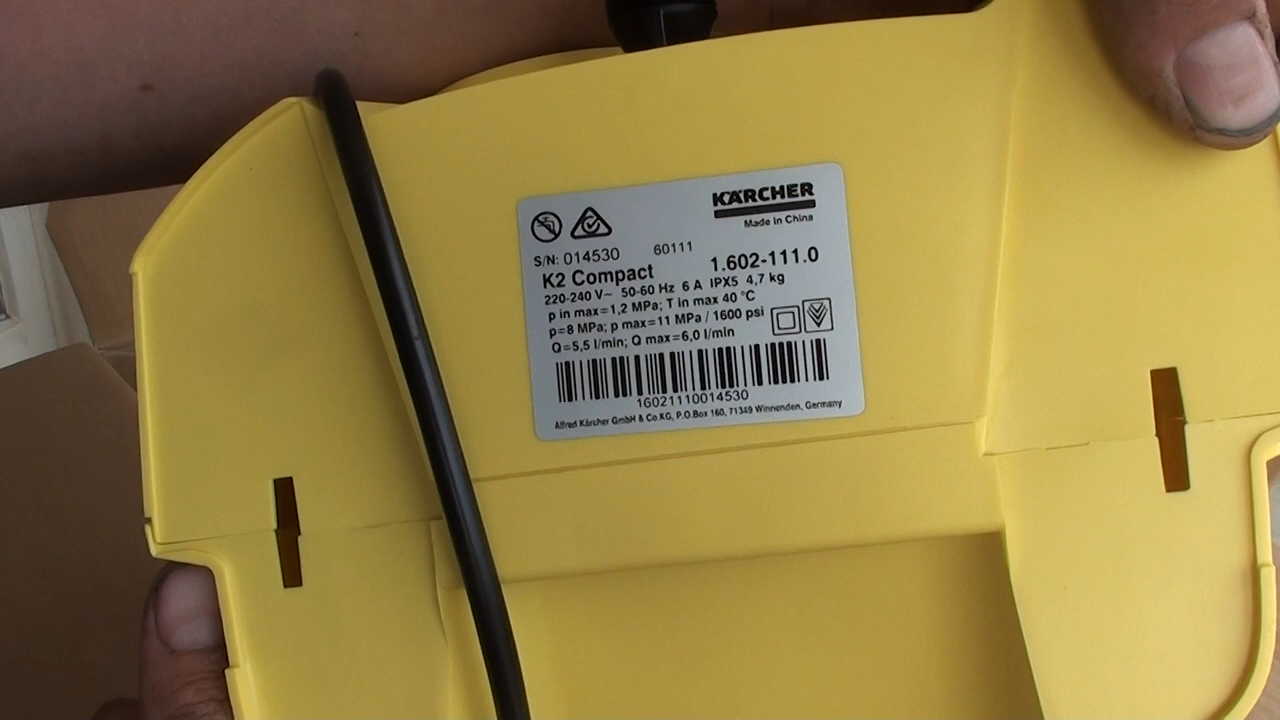 KÄRCHER
Made in China
S/N: 014530 60111
K2 Compact 1.602-111.0
220-240 V~ 50-60 Hz 6 A IPX5 4,7 kg
p in max=1,2 MPa; T in max 40 °C
p=8 MPa; p max=11 MPa / 1600 psi
Q=5,5 l/min; Q max=6,0 l/min
16021110014530
Alfred Kärcher GmbH & Co.KG, P.O.Box 160, 71349 Winnenden, Germany